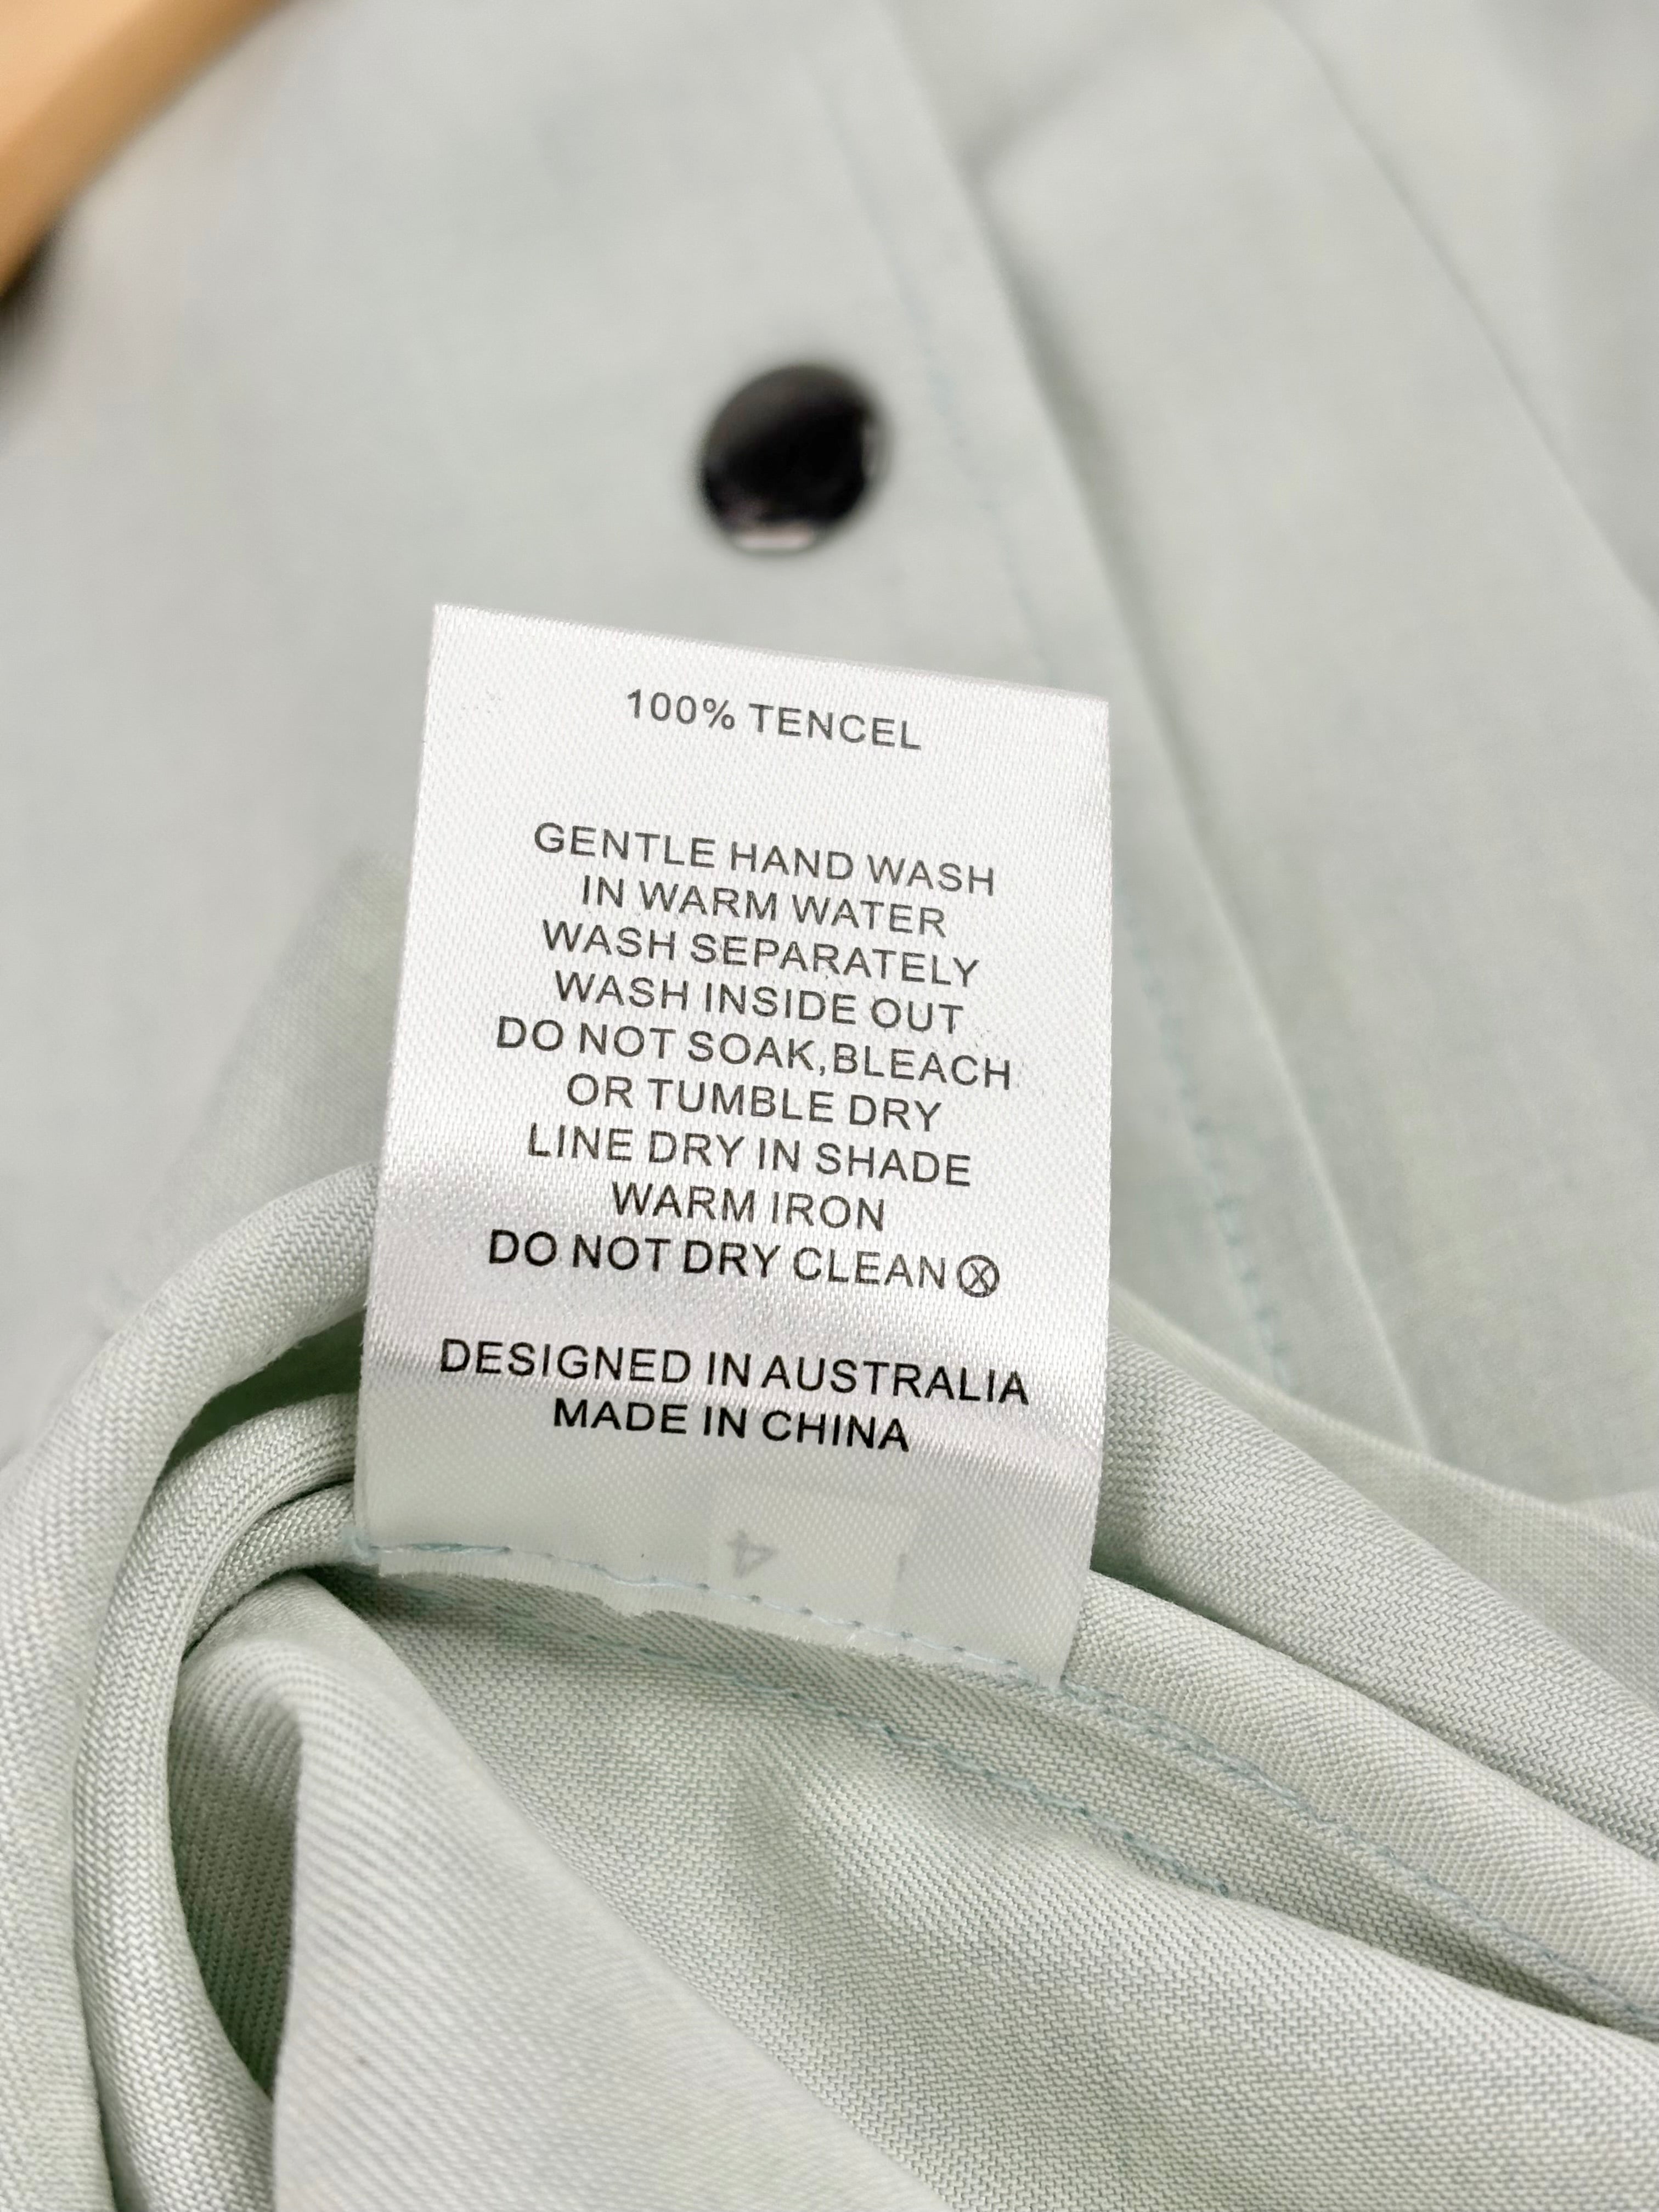 100% TENCEL
GENTLE HAND WASH
IN WARM WATER
WASH SEPARATELY
WASH INSIDE OUT
DO NOT SOAK,BLEACH
OR TUMBLE DRY
LINE DRY IN SHADE
WARM IRON
DO NOT DRY CLEAN Ⓧ
DESIGNED IN AUSTRALIA
MADE IN CHINA
4